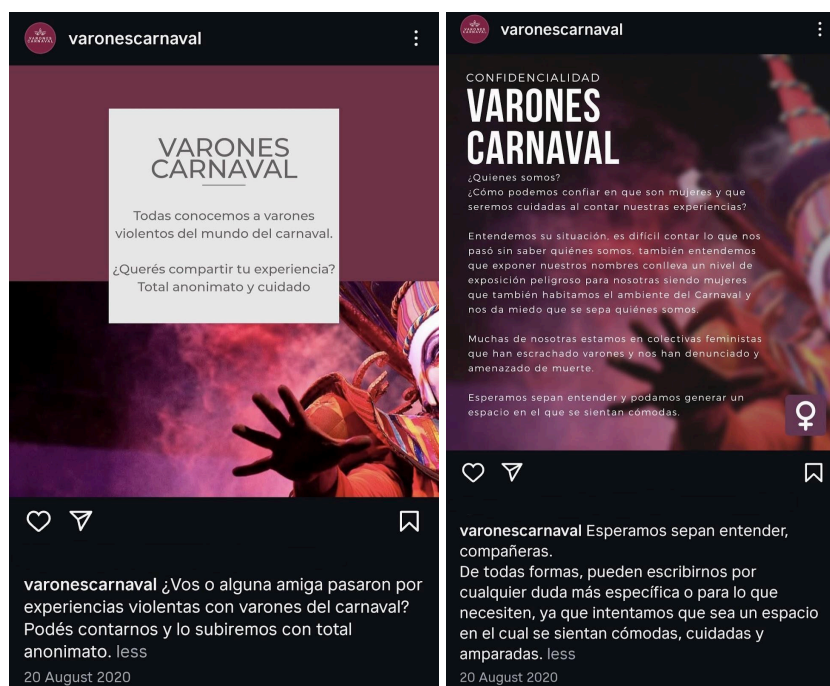 varonescarnaval
VARONES
CARNAVAL
VARONES
CARNAVAL
Todas conocemos a varones
violentos del mundo del carnaval.
¿Querés compartir tu experiencia?
Total anonimato y cuidado
varonescarnaval ¿Vos o alguna amiga pasaron por
experiencias violentas con varones del carnaval?
Podés contarnos y lo subiremos con total
anonimato. less
20 August 2020
varonescarnaval
CONFIDENCIALIDAD
VARONES
CARNAVAL
¿Quienes somos?
¿Cómo podemos confiar en que son mujeres y que
seremos cuidadas al contar nuestras experiencias?
Entendemos su situación, es difícil contar lo que nos
pasó sin saber quiénes somos, también entendemos
que exponer nuestros nombres conlleva un nivel de
exposición peligroso para nosotras siendo mujeres
que también habitamos el ambiente del Carnaval y
nos da miedo que se sepa quiénes somos.
Muchas de nosotras estamos en colectivas feministas
que han escrachado varones y nos han denunciado y
amenazado de muerte.
Esperamos sepan entender y podamos generar un
espacio en el que se sientan cómodas.
varonescarnaval Esperamos sepan entender,
compañeras.
De todas formas, pueden escribirnos por
cualquier duda más específica o para lo que
necesiten, ya que intentamos que sea un espacio
en el cual se sientan cómodas, cuidadas y
amparadas. less
20 August 2020